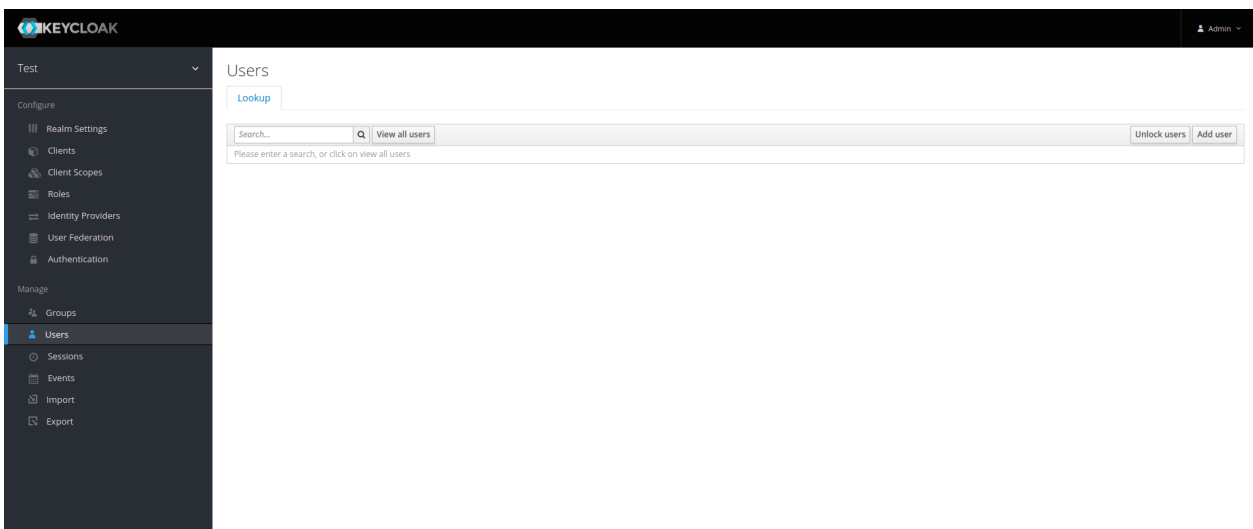 KEYCLOAK
Admin
Test
Configure
Realm Settings
Clients
Client Scopes
Roles
Identity Providers
User Federation
Authentication
Manage
Groups
Users
Sessions
Events
Import
Export
Users
Lookup
Search... View all users Unlock users Add user
Please enter a search, or click on view all users